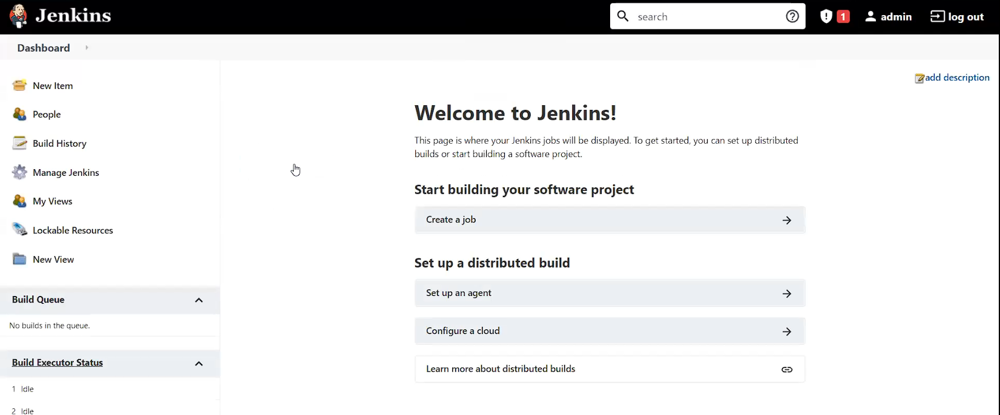 Jenkins
search
1
admin
log out
Dashboard
New Item
People
Build History
Manage Jenkins
My Views
Lockable Resources
New View
Build Queue
No builds in the queue.
Build Executor Status
1 Idle
2 Idle
add description
Welcome to Jenkins!
This page is where your Jenkins jobs will be displayed. To get started, you can set up distributed
builds or start building a software project.
Start building your software project
Create a job
Set up a distributed build
Set up an agent
Configure a cloud
Learn more about distributed builds